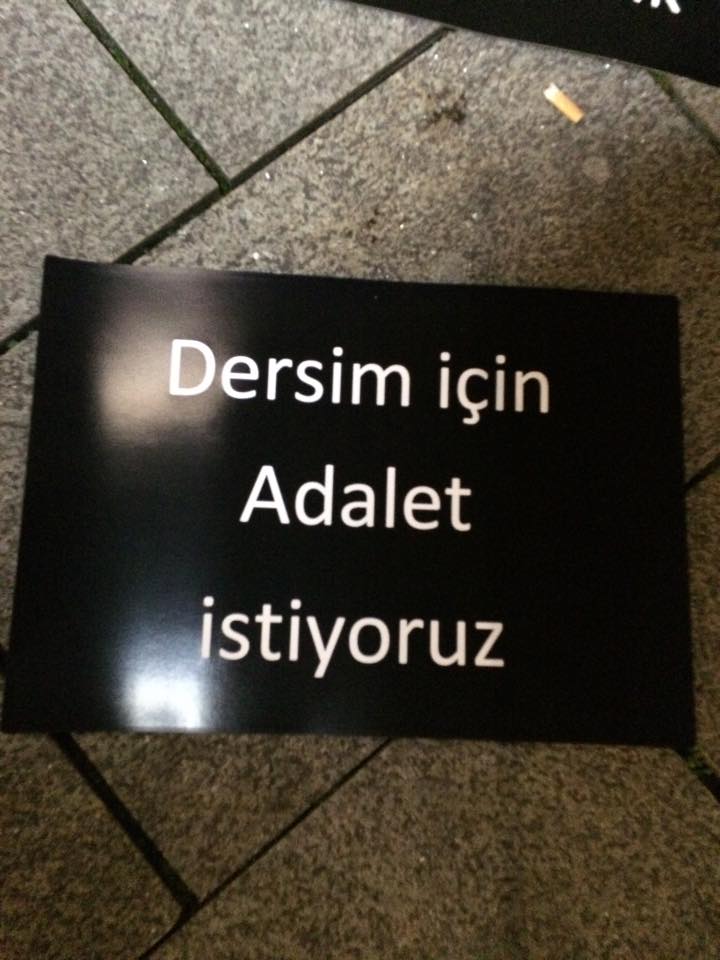 Dersim için
Adalet
istiyoruz